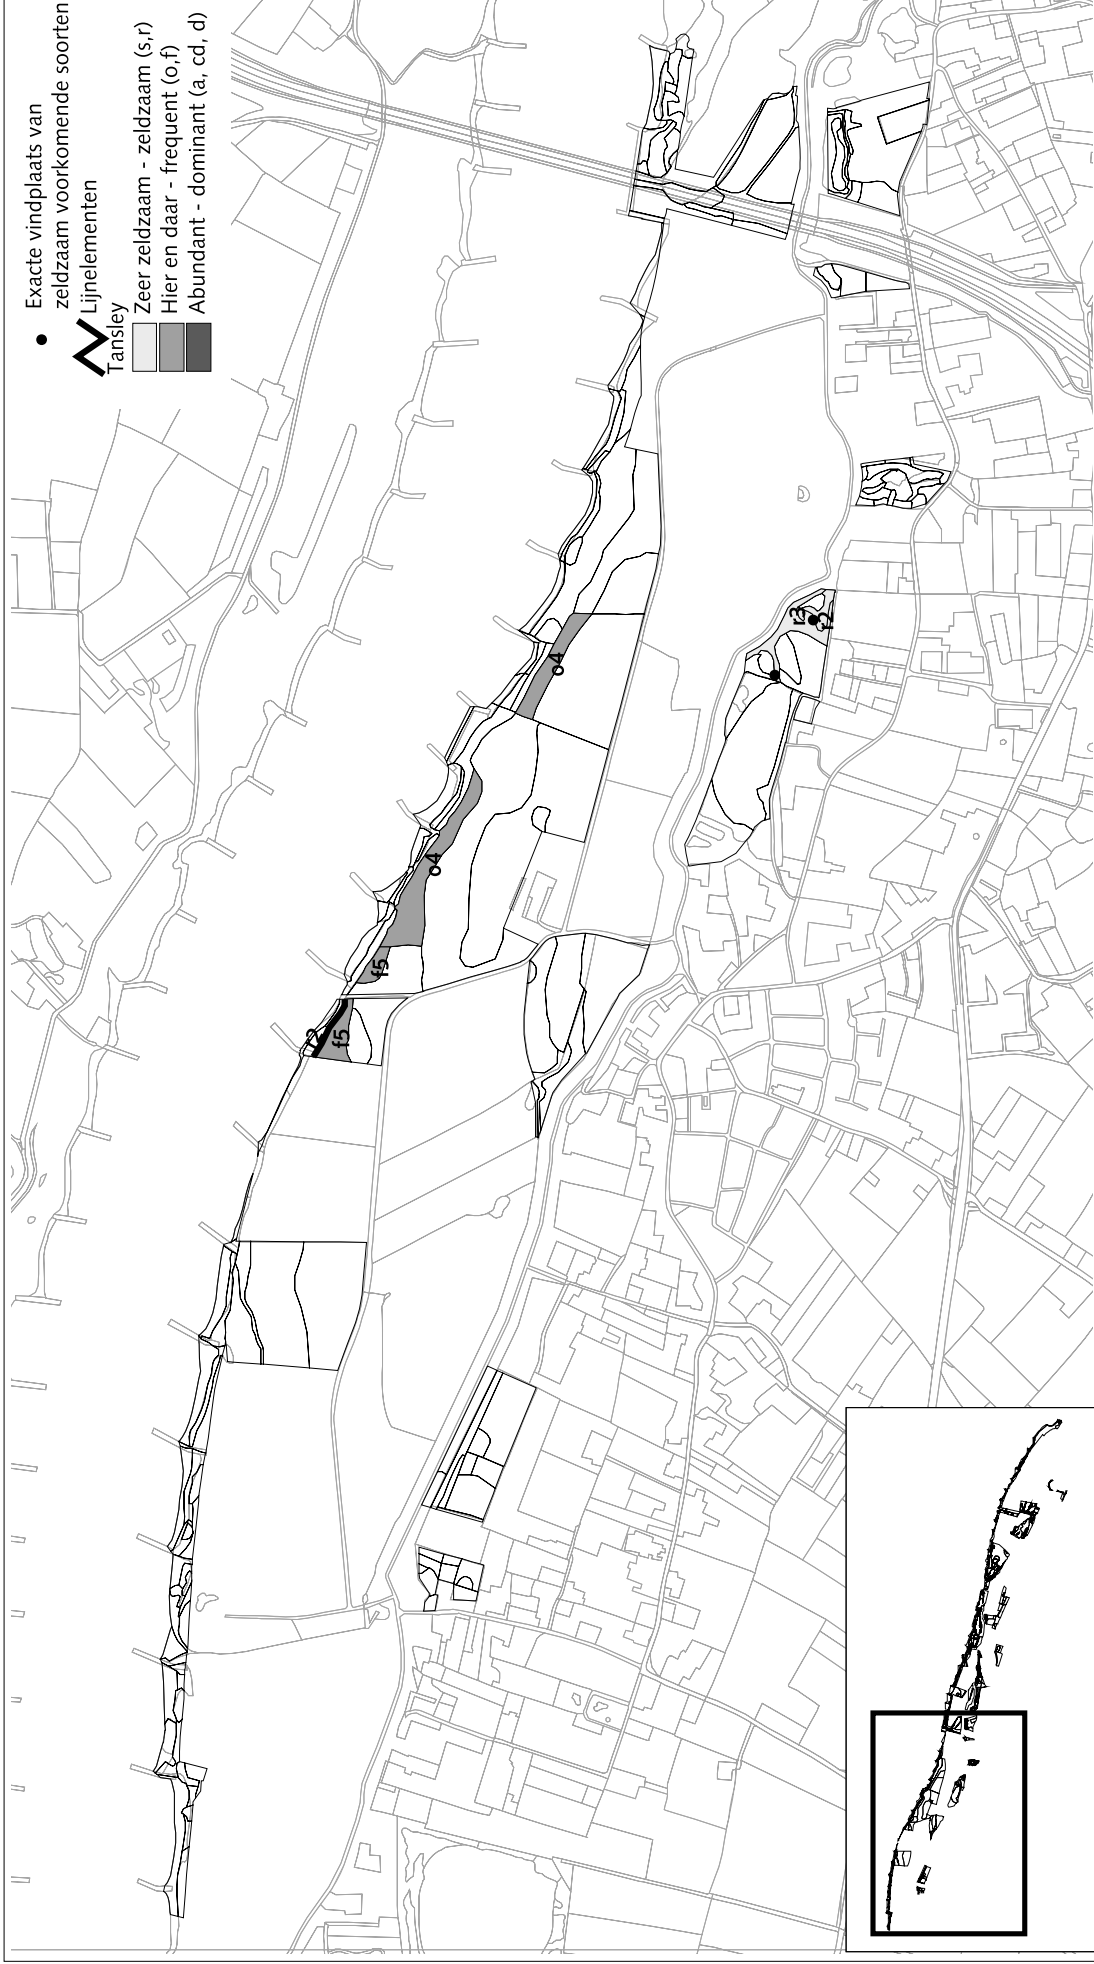 Exacte vindplaats van
zeldzaam voorkomende soorten
Lijnelementen
Tansley
Zeer zeldzaam - zeldzaam (s,r)
Hier en daar - frequent (o,f)
Abundant - dominant (a, cd, d)
r2
f5
f5
o4
o4
r3
r2